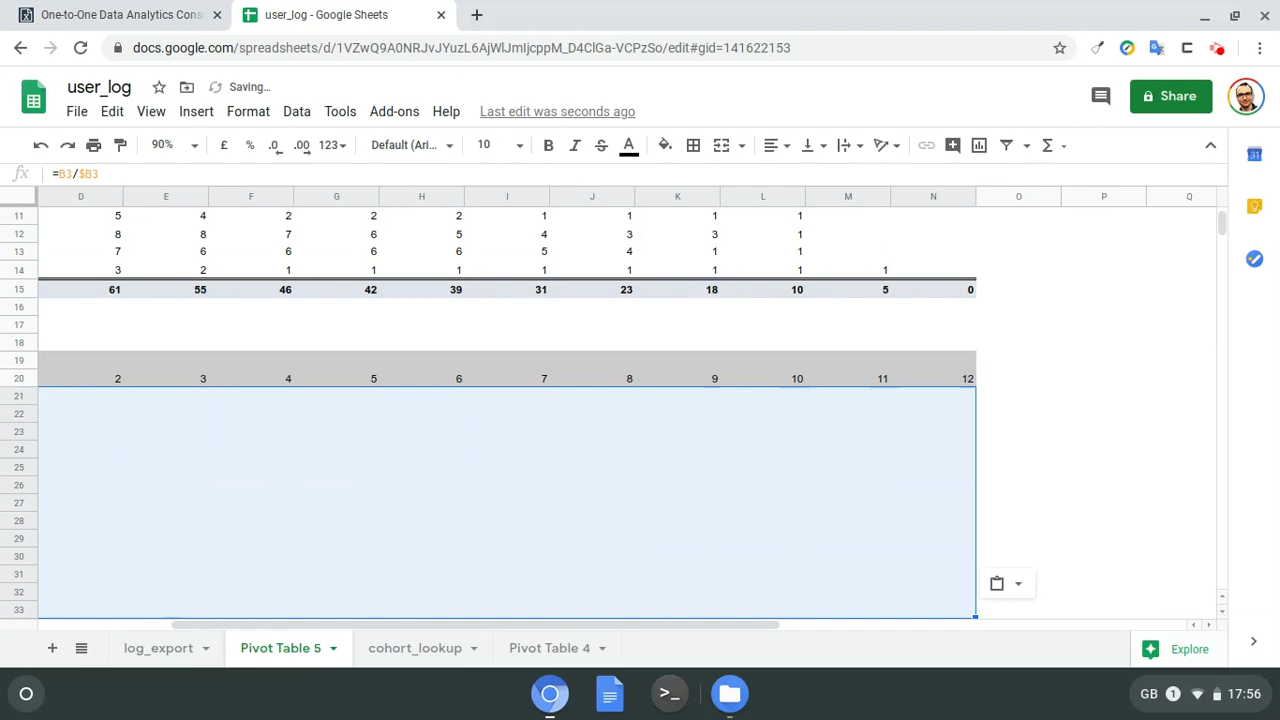 One-to-One Data Analytics Cons
user_log - Google Sheets
docs.google.com/spreadsheets/d/1VZwQ9A0NRJvJYuzL6AjWlJmIjcppM_D4ClGa-VCPzSo/edit#gid=141622153
user_log
Saving…
File Edit View Insert Format Data Tools Add-ons Help Last edit was seconds ago
Share
90% £ % .0 .00 123 Default (Ari... 10 B I S A
fx =B3/$B3
D E F G H I J K L M N O P Q
11 5 4 2 2 2 1 1 1 1
12 8 8 7 6 5 4 3 3 1
13 7 6 6 6 6 5 4 1 1
14 3 2 1 1 1 1 1 1 1 1
15 61 55 46 42 39 31 23 18 10 5 0
16
17
18
19
20 2 3 4 5 6 7 8 9 10 11 12
21
22
23
24
25
26
27
28
29
30
31
32
33
31
log_export Pivot Table 5 cohort_lookup Pivot Table 4 Explore
GB 1 17:56